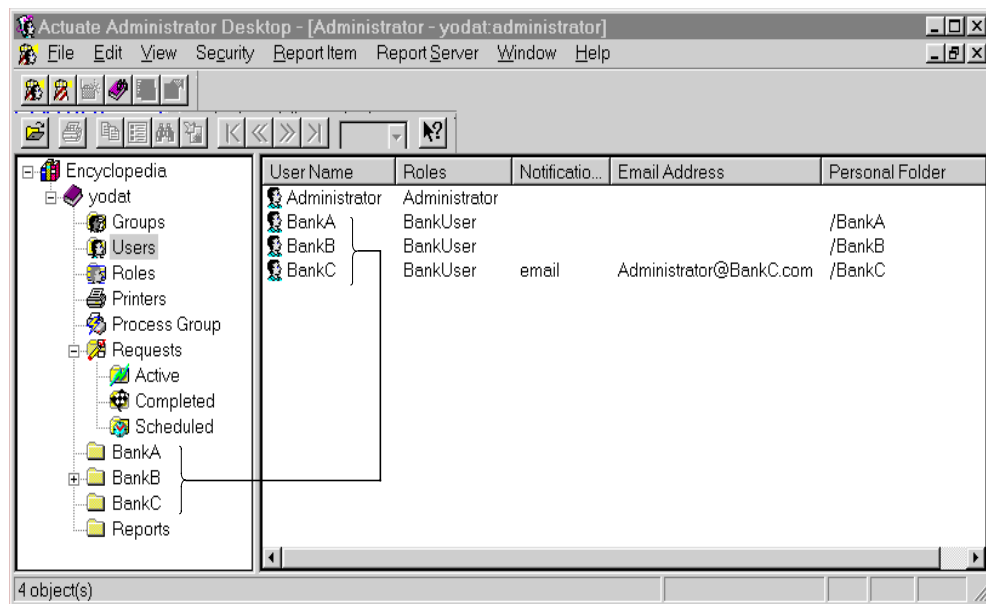 Actuate Administrator Desktop - [Administrator - yodat:administrator]
File Edit View Security Report Item Report Server Window Help
Encyclopedia
yodat
Groups
Users
Roles
Printers
Process Group
Requests
Active
Completed
Scheduled
BankA
BankB
BankC
Reports
User Name Roles Notificatio... Email Address Personal Folder
Administrator Administrator
BankA BankUser /BankA
BankB BankUser /BankB
BankC BankUser email Administrator@BankC.com /BankC
4 object(s)